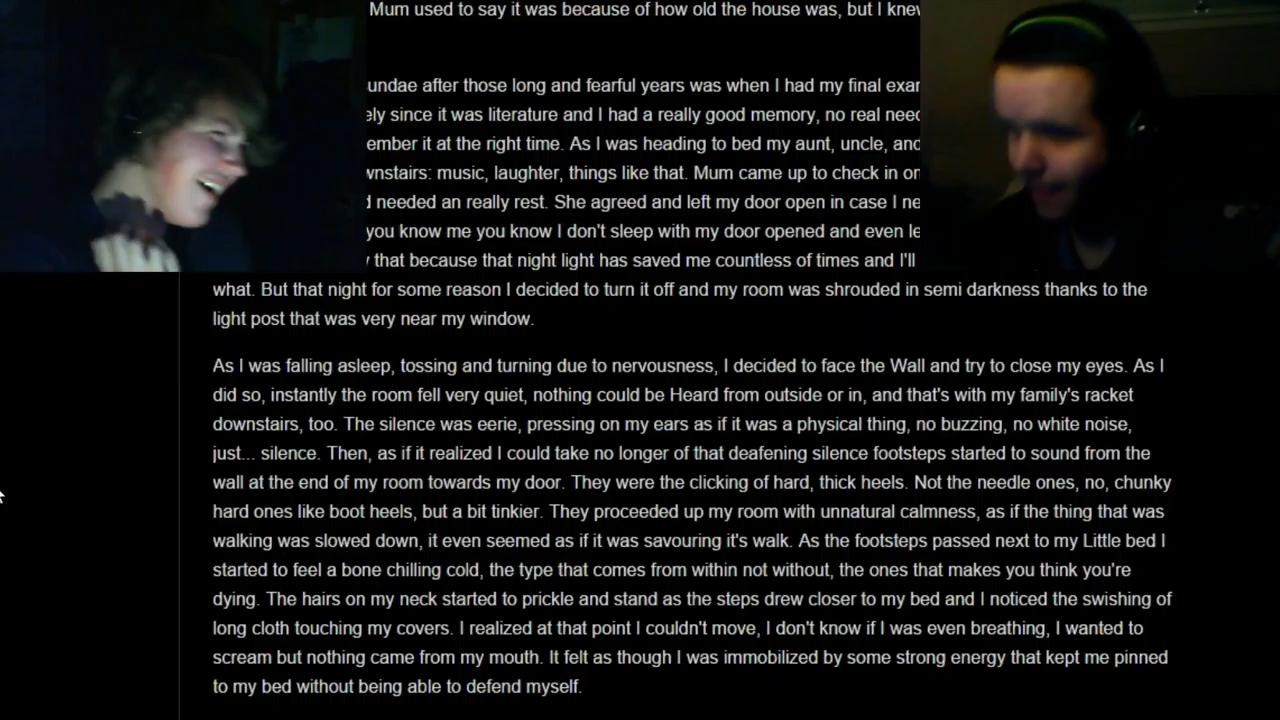 Mum used to say it was because of how old the house was, but I knew
sundae after those long and fearful years was when I had my final
since it was literature and I had a really good memory, no real
at the right time. As I was heading to bed my aunt, uncle, and
music, laughter, things like that. Mum came up to check in
needed an really rest. She agreed and left my door open in case I
you know me you know I don't sleep with my door opened and even
that because that night light has saved me countless of times and I'll
what. But that night for some reason I decided to turn it off and my room was shrouded in semi darkness thanks to the
light post that was very near my window.
As I was falling asleep, tossing and turning due to nervousness, I decided to face the Wall and try to close my eyes. As I
did so, instantly the room fell very quiet, nothing could be Heard from outside or in, and that's with my family's racket
downstairs, too. The silence was eerie, pressing on my ears as if it was a physical thing, no buzzing, no white noise,
just... silence. Then, as if it realized I could take no longer of that deafening silence footsteps started to sound from the
wall at the end of my room towards my door. They were the clicking of hard, thick heels. Not the needle ones, no, chunky
hard ones like boot heels, but a bit tinkier. They proceeded up my room with unnatural calmness, as if the thing that was
walking was slowed down, it even seemed as if it was savouring it's walk. As the footsteps passed next to my Little bed I
started to feel a bone chilling cold, the type that comes from within not without, the ones that makes you think you're
dying. The hairs on my neck started to prickle and stand as the steps drew closer to my bed and I noticed the swishing of
long cloth touching my covers. I realized at that point I couldn't move, I don't know if I was even breathing, I wanted to
scream but nothing came from my mouth. It felt as though I was immobilized by some strong energy that kept me pinned
to my bed without being able to defend myself.